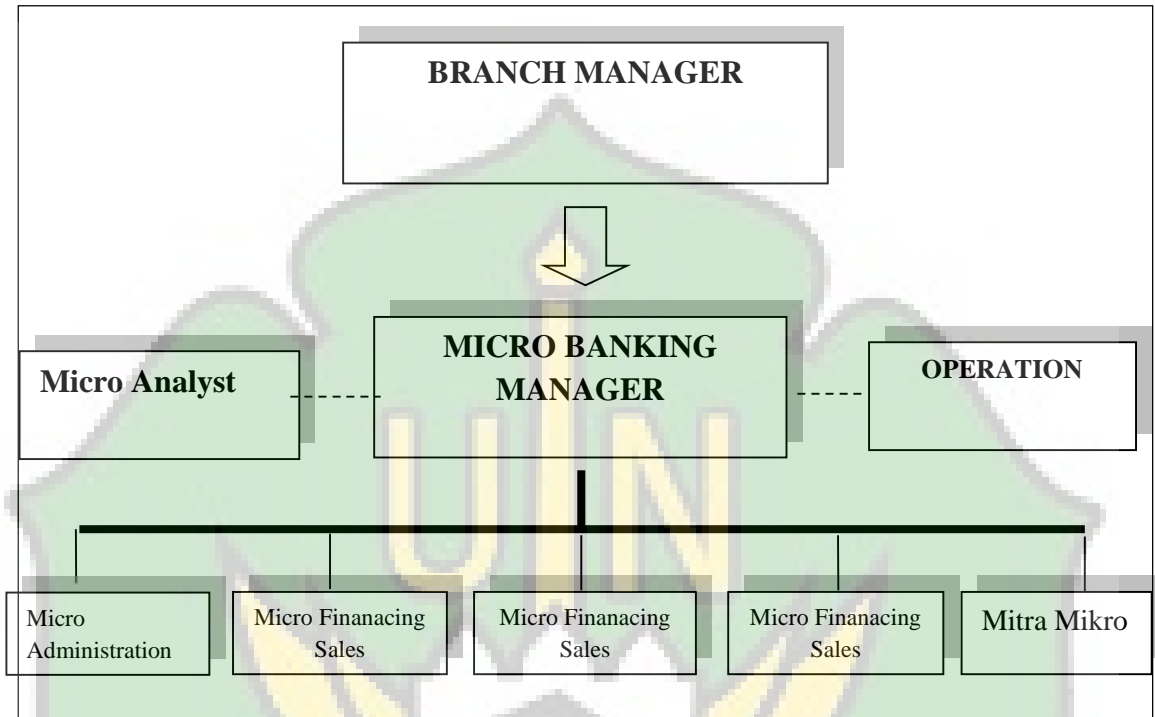 BRANCH MANAGER
MICRO BANKING
MANAGER
Micro Analyst
OPERATION
UIN
Micro
Administration
Micro Finanacing
Sales
Micro Finanacing
Sales
Micro Finanacing
Sales
Mitra Mikro